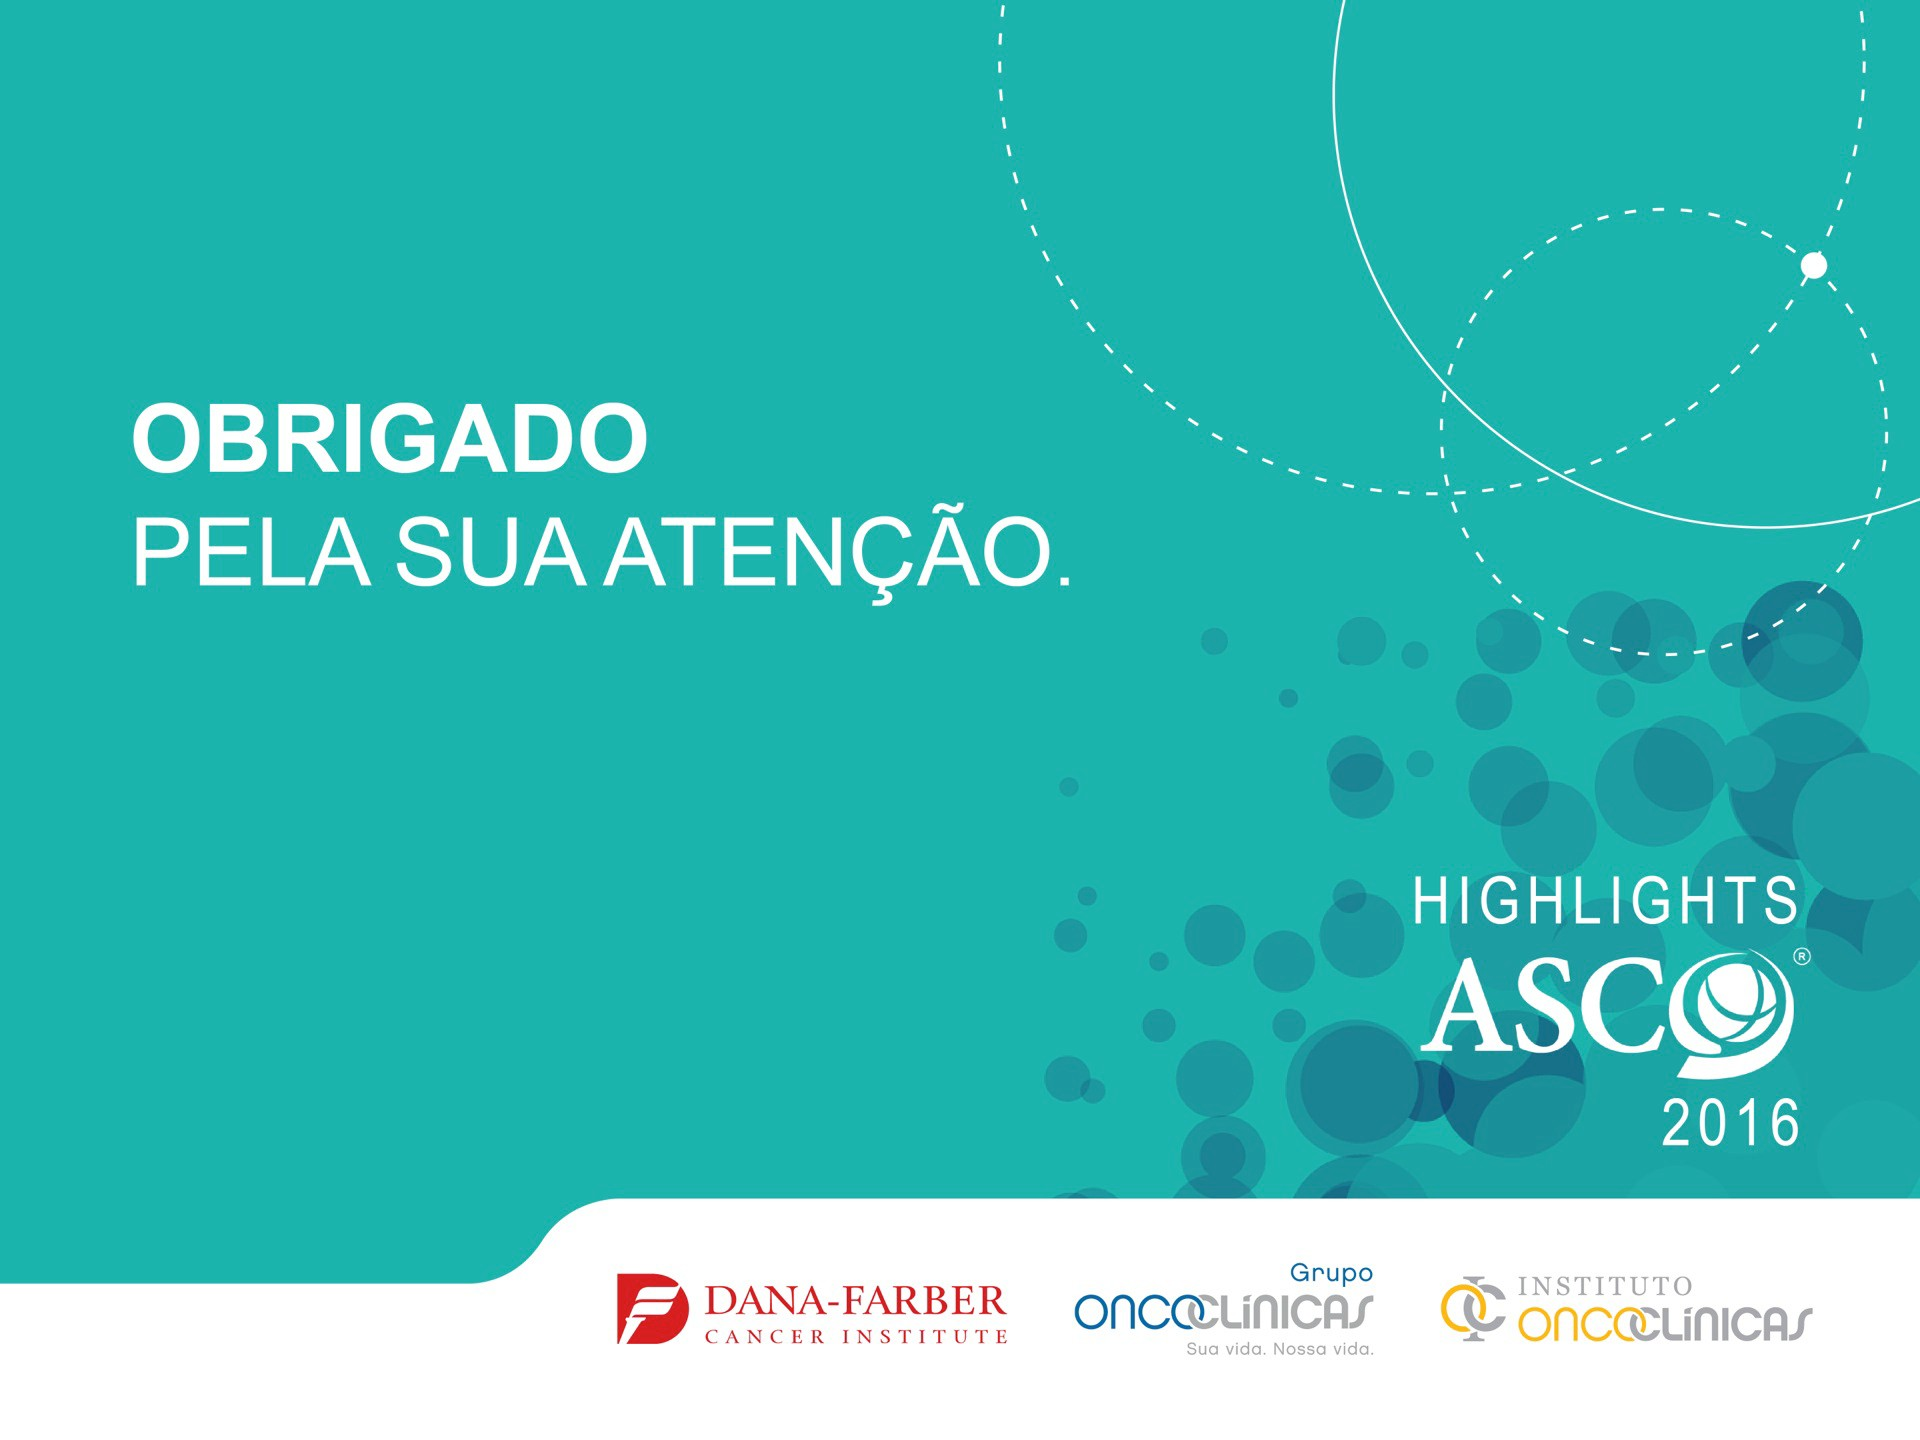 OBRIGADO
PELA SUA ATENÇÃO.
HIGHLIGHTS
ASCO®
2016
DANA-FARBER
CANCER INSTITUTE
Grupo
ONCOCLÍNICAS
Sua vida. Nossa vida.
INSTITUTO
ONCOCLÍNICAS